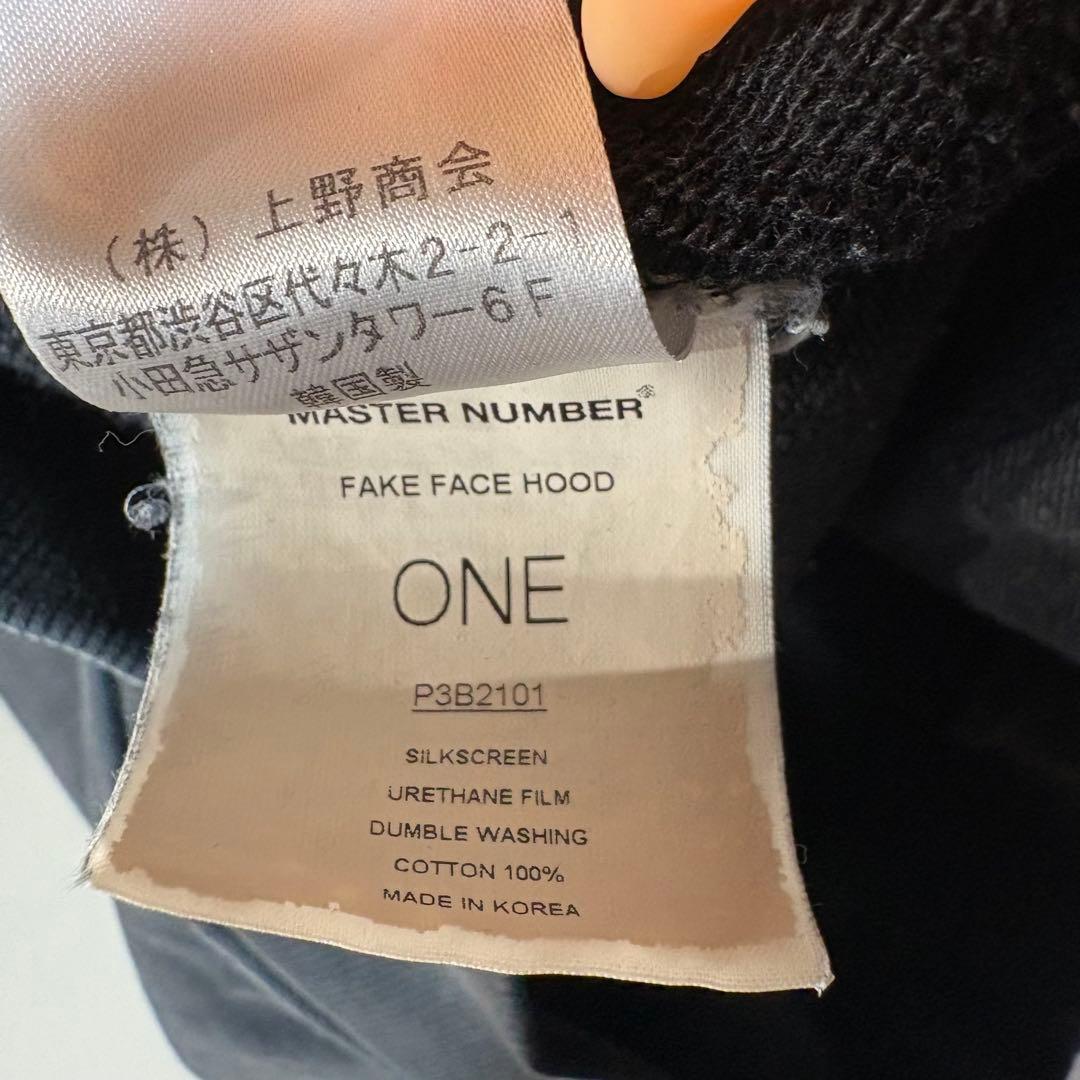 (株) 上野商会
東京都渋谷区代々木2-2-1
小田急サザンタワー6F
韓国製
MASTER NUMBER®
FAKE FACE HOOD
ONE
P3B2101
SILKSCREEN
URETHANE FILM
DUMBLE WASHING
COTTON 100%
MADE IN KOREA